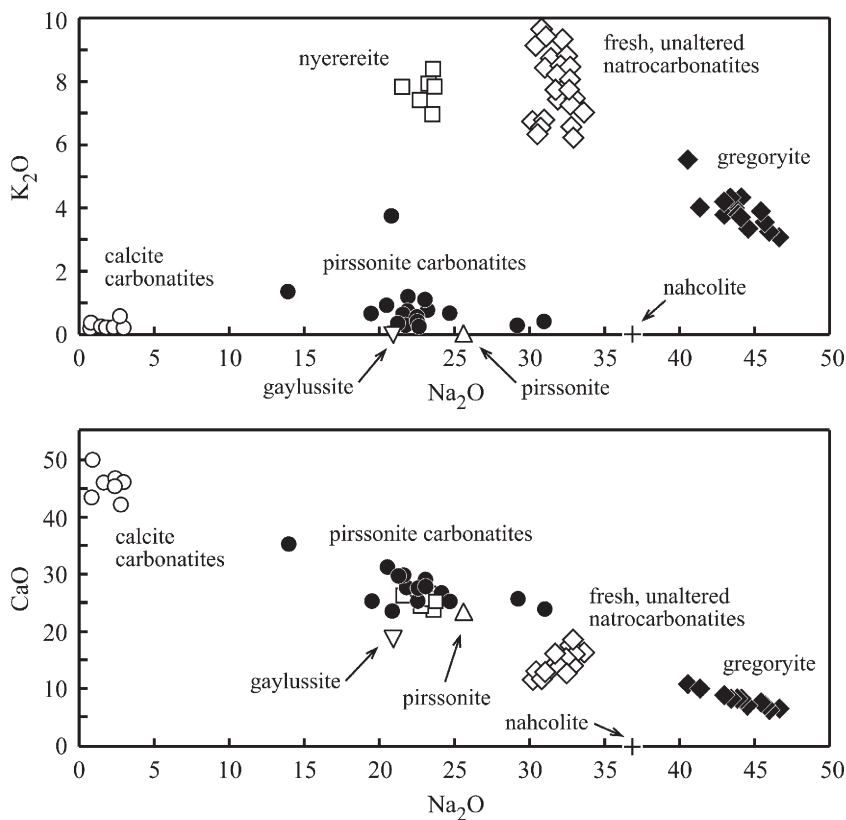 10
8
6
4
2
0
K2O
nyerereite
fresh, unaltered
natrocarbonatites
gregoryite
calcite
carbonatites
pirssonite carbonatites
nahcolite
gaylussite
pirssonite
0 5 10 15 20 25 30 35 40 45 50
Na2O
50
40
30
20
10
0
CaO
calcite
carbonatites
pirssonite carbonatites
fresh, unaltered
natrocarbonatites
gregoryite
gaylussite
pirssonite
nahcolite
0 5 10 15 20 25 30 35 40 45 50
Na2O